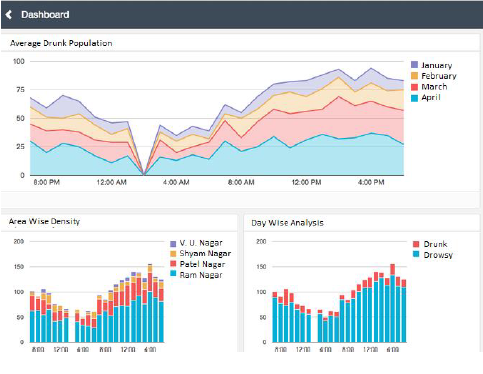 Dashboard
Average Drunk Population
100
75
50
25
0
8:00 PM 12:00 AM 4:00 AM 8:00 AM 12:00 PM 4:00 PM
January
February
March
April
Area Wise Density
200
150
100
50
0
8:00 12:00 4:00 8:00 12:00 4:00
V. U. Nagar
Shyam Nagar
Patel Nagar
Ram Nagar
Day Wise Analysis
200
150
100
50
0
8:00 12:00 4:00 8:00 12:00 4:00
Drunk
Drowsy